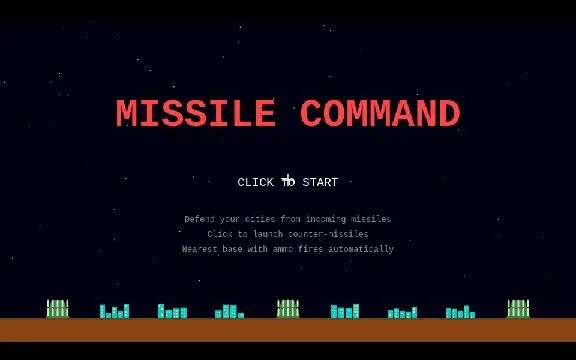 MISSILE COMMAND
CLICK TO START
Defend your cities from incoming missiles
Click to launch counter-missiles
Nearest base with ammo fires automatically